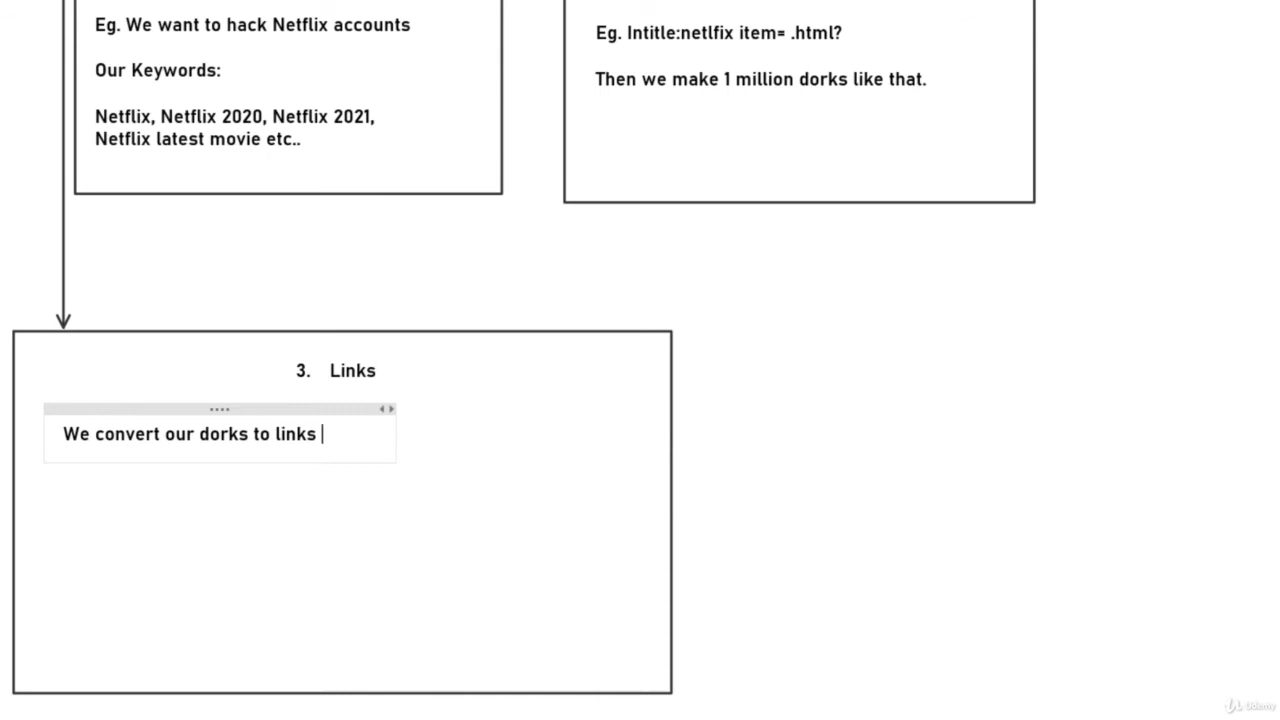 Eg. We want to hack Netflix accounts
Our Keywords:
Netflix, Netflix 2020, Netflix 2021,
Netflix latest movie etc..
Eg. Intitle:netlfix item= .html?
Then we make 1 million dorks like that.
3. Links
We convert our dorks to links
Udemy